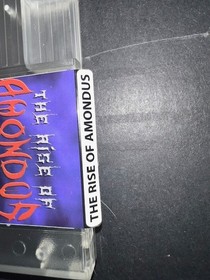 THE RISE OF
AMONDUS
THE RISE OF AMONDUS